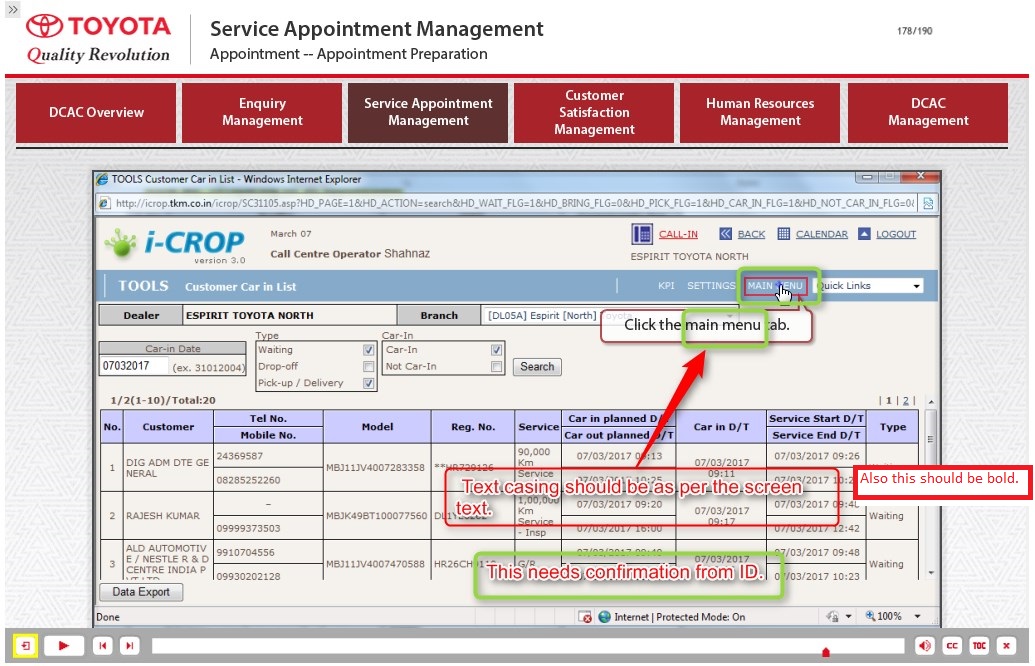 TOYOTA
Quality Revolution
Service Appointment Management
Appointment -- Appointment Preparation
178/190
DCAC Overview
Enquiry
Management
Service Appointment
Management
Customer
Satisfaction
Management
Human Resources
Management
DCAC
Management
TOOLS Customer Car in List - Windows Internet Explorer
http://icrop.tkm.co.in/icrop/SC31105.asp?HD_PAGE=1&HD_ACTION=search&HD_WAIT_FLG=1&HD_BRING_FLG=0&HD_PICK_FLG=1&HD_CAR_IN_FLG=1&HD_NOT_CAR_IN_FLG=0&
i-CROP
version 3.0
March 07
Call Centre Operator Shahnaz
CALL-IN BACK CALENDAR LOGOUT
ESPIRIT TOYOTA NORTH
TOOLS Customer Car in List
KPI SETTINGS MAIN MENU Quick Links
Dealer ESPIRIT TOYOTA NORTH Branch [DL05A] Espirit [North] Toyota
Click the main menu tab.
Type
Waiting
Drop-off
Pick-up / Delivery
Car-In
Car-In
Not Car-In
Car-in Date
07032017 (ex. 31012004)
Search
1/2(1-10)/Total:20
| 1 | 2 |
No. Customer Tel No. Mobile No. Model Reg. No. Service Car in planned D/T Car out planned D/T Car in D/T Service Start D/T Service End D/T Type
1 DIG ADM DTE GE
NERAL
24369587
08285252260
MBJ11JV4007283358
**HR729126
90,000
Km
Service
07/03/2017 09:13
07/03/2017 10:25
07/03/2017
09:11
07/03/2017 09:26
07/03/2017 10:2
2 RAJESH KUMAR
–
09999373503
MBJK49BT100077560
1,00,000
Km
Service
- Insp
07/03/2017 09:20
07/03/2017 16:00
07/03/2017
09:17
07/03/2017 09:4
07/03/2017 12:42
Waiting
3 ALD AUTOMOTIV
E / NESTLE R & D
CENTRE INDIA P
VT LTD
9910704556
09930202128
MBJ11JV4007470588
G/R
07/03/2017
07/03/2017 09:48
07/03/2017 10:23
Waiting
Text casing should be as per the screen
text.
Also this should be bold.
This needs confirmation from ID.
Data Export
Done
Internet | Protected Mode: On
100%
CC
TOC